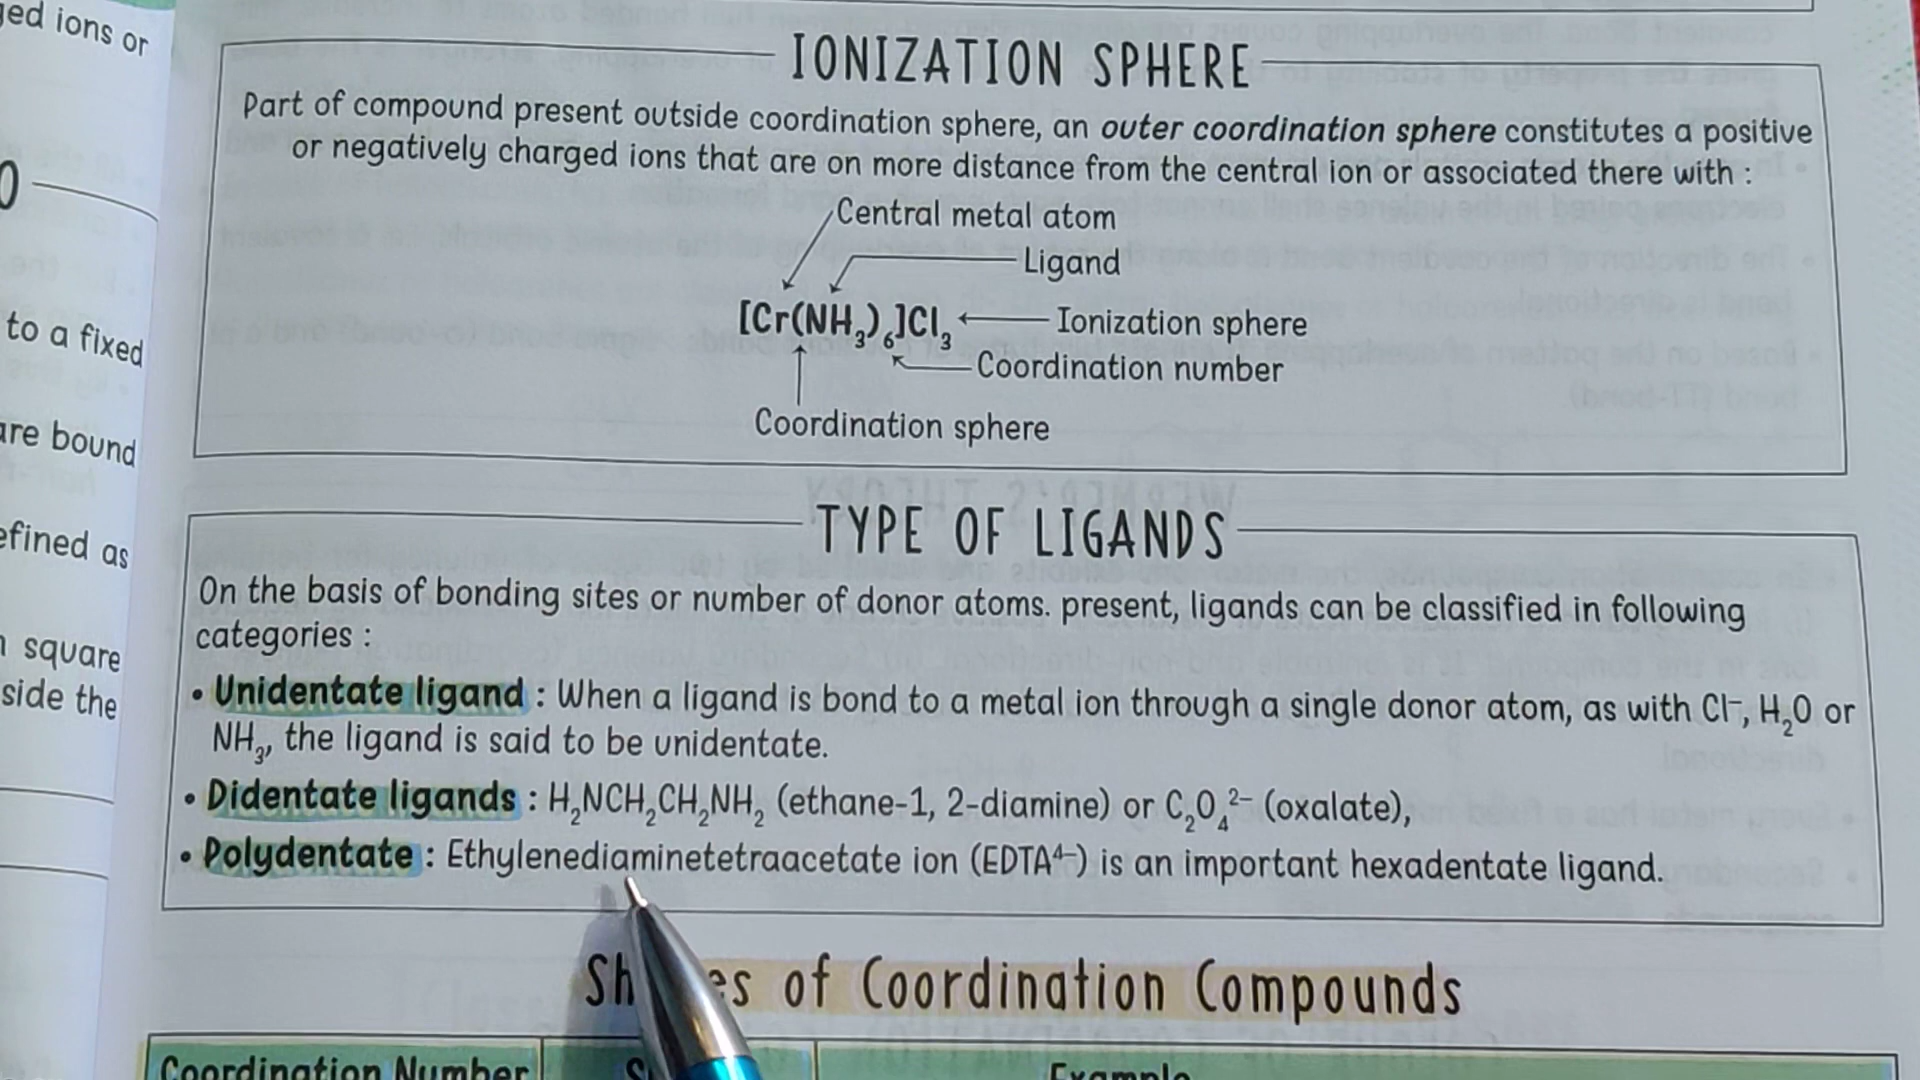 ged ions or
to a fixed
are bound
efined as
square
side the
IONIZATION SPHERE
Part of compound present outside coordination sphere, an outer coordination sphere constitutes a positive
or negatively charged ions that are on more distance from the central ion or associated there with :
Central metal atom
Ligand
[Cr(NH₃)₆]Cl₃
Ionization sphere
Coordination number
Coordination sphere
TYPE OF LIGANDS
On the basis of bonding sites or number of donor atoms. present, ligands can be classified in following
categories :
• Unidentate ligand : When a ligand is bond to a metal ion through a single donor atom, as with Cl⁻, H₂O or
NH₃, the ligand is said to be unidentate.
• Didentate ligands : H₂NCH₂CH₂NH₂ (ethane-1, 2-diamine) or C₂O₄²⁻ (oxalate),
• Polydentate : Ethylenediaminetetraacetate ion (EDTA⁴⁻) is an important hexadentate ligand.
of Coordination Compounds
Coordination Number
Example